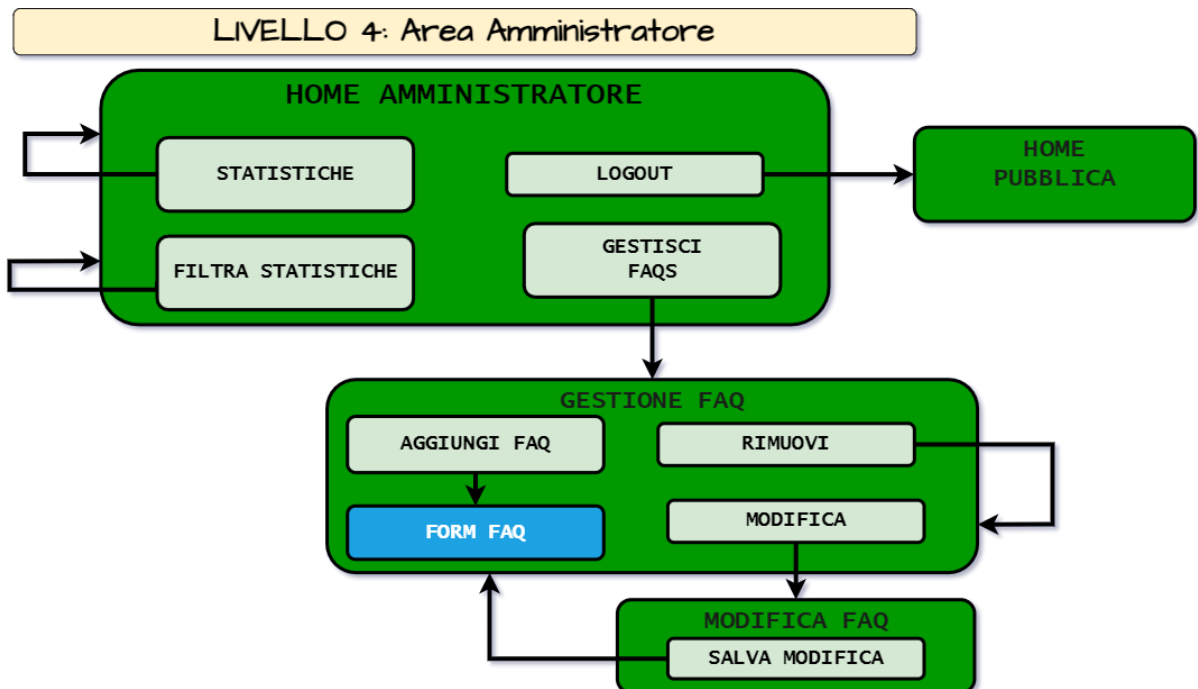 LIVELLO 4: Area Amministratore
HOME AMMINISTRATORE
STATISTICHE
LOGOUT
HOME
PUBBLICA
FILTRA STATISTICHE
GESTISCI
FAQS
GESTIONE FAQ
AGGIUNGI FAQ
RIMUOVI
FORM FAQ
MODIFICA
MODIFICA FAQ
SALVA MODIFICA